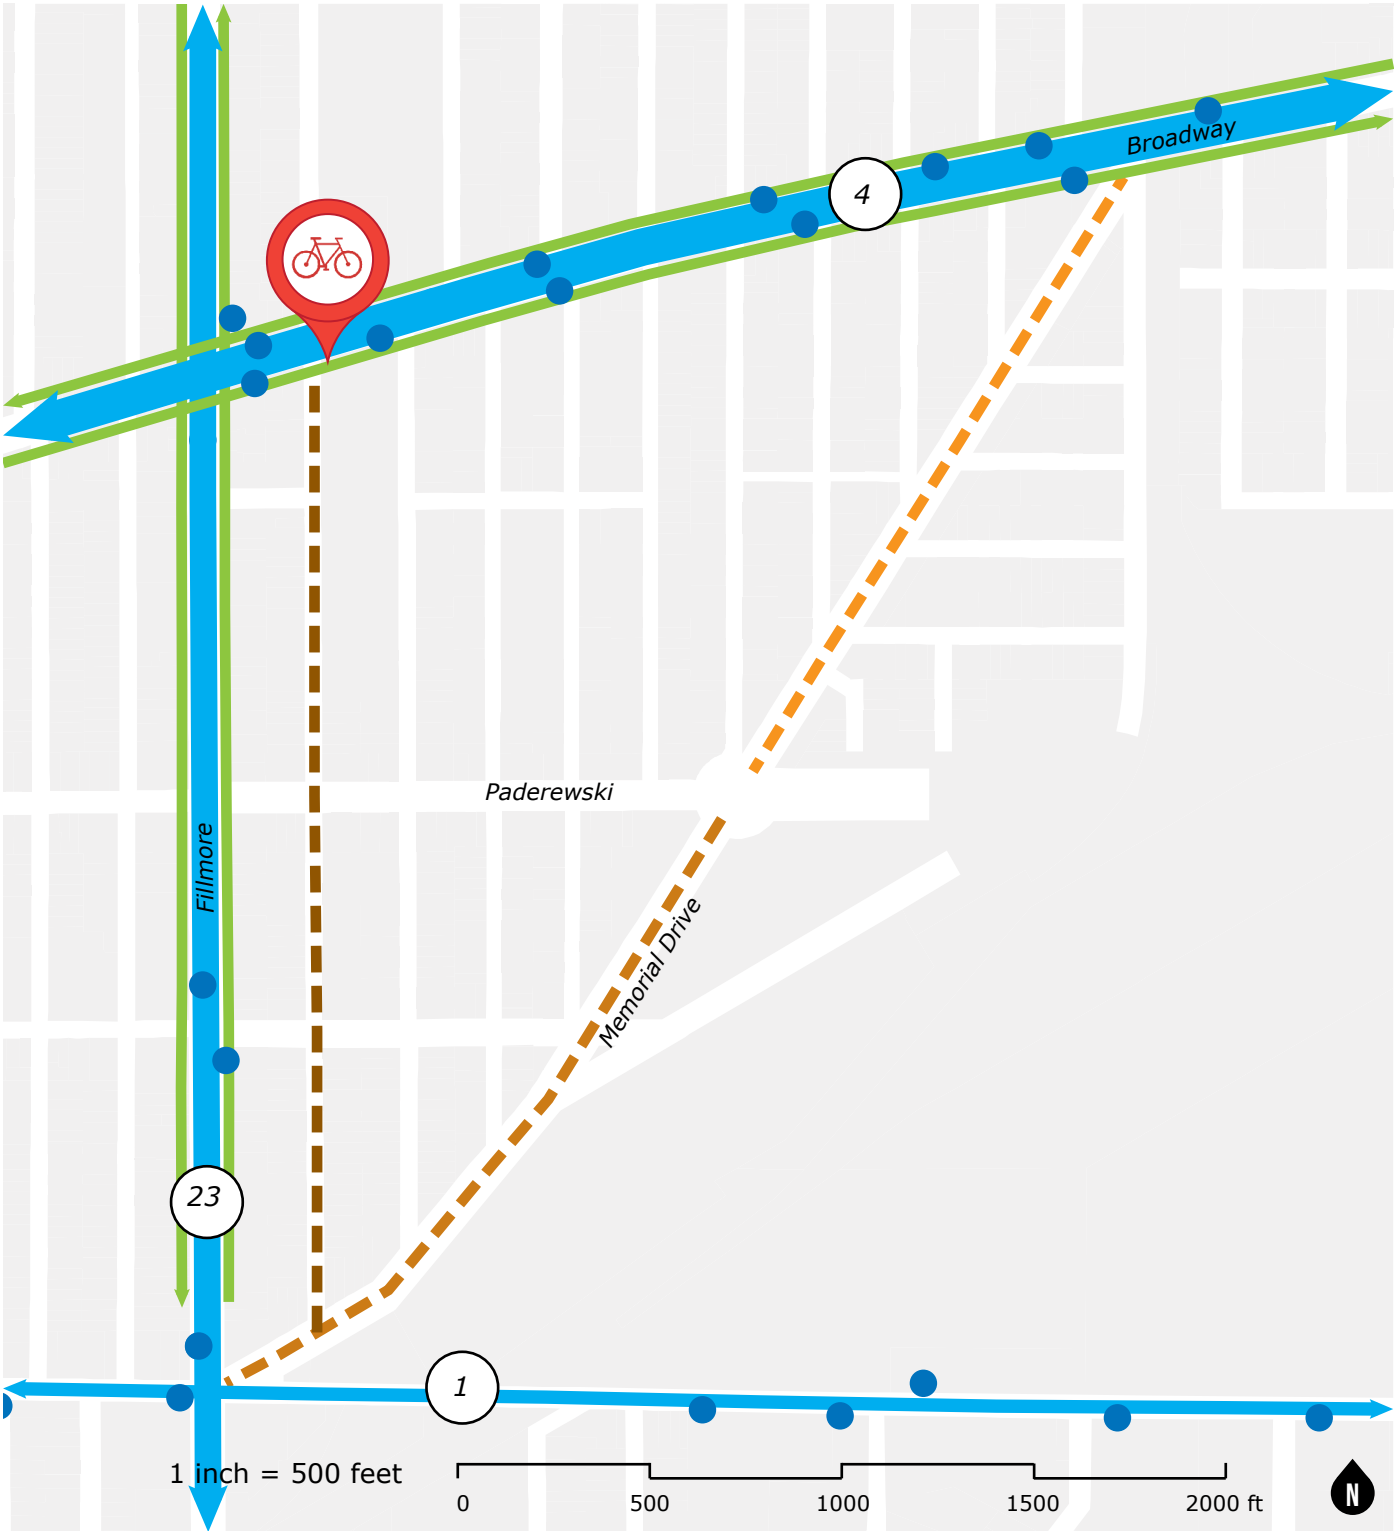 Broadway
4
Paderewski
Fillmore
Memorial Drive
23
1
1 inch = 500 feet
0 500 1000 1500 2000 ft
N